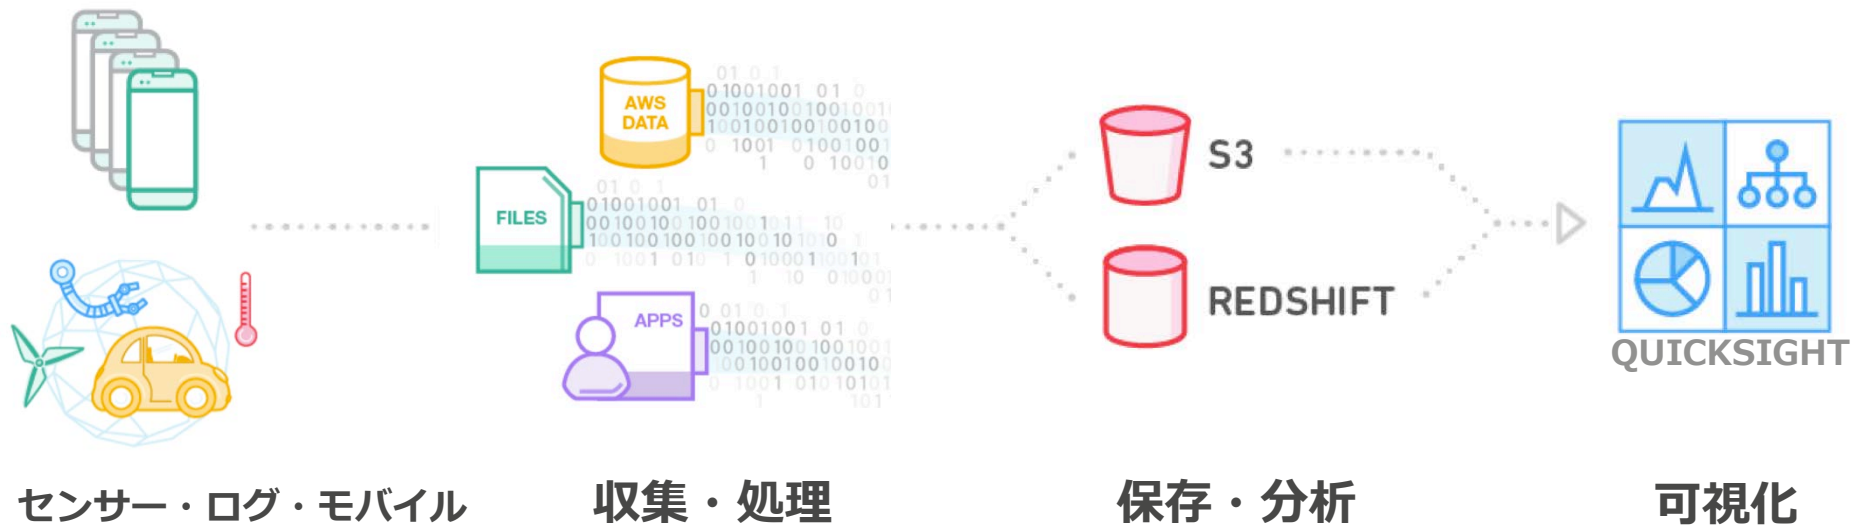 AWS
DATA
FILES
APPS
S3
REDSHIFT
QUICKSIGHT
センサー・ログ・モバイル
収集・処理
保存・分析
可視化